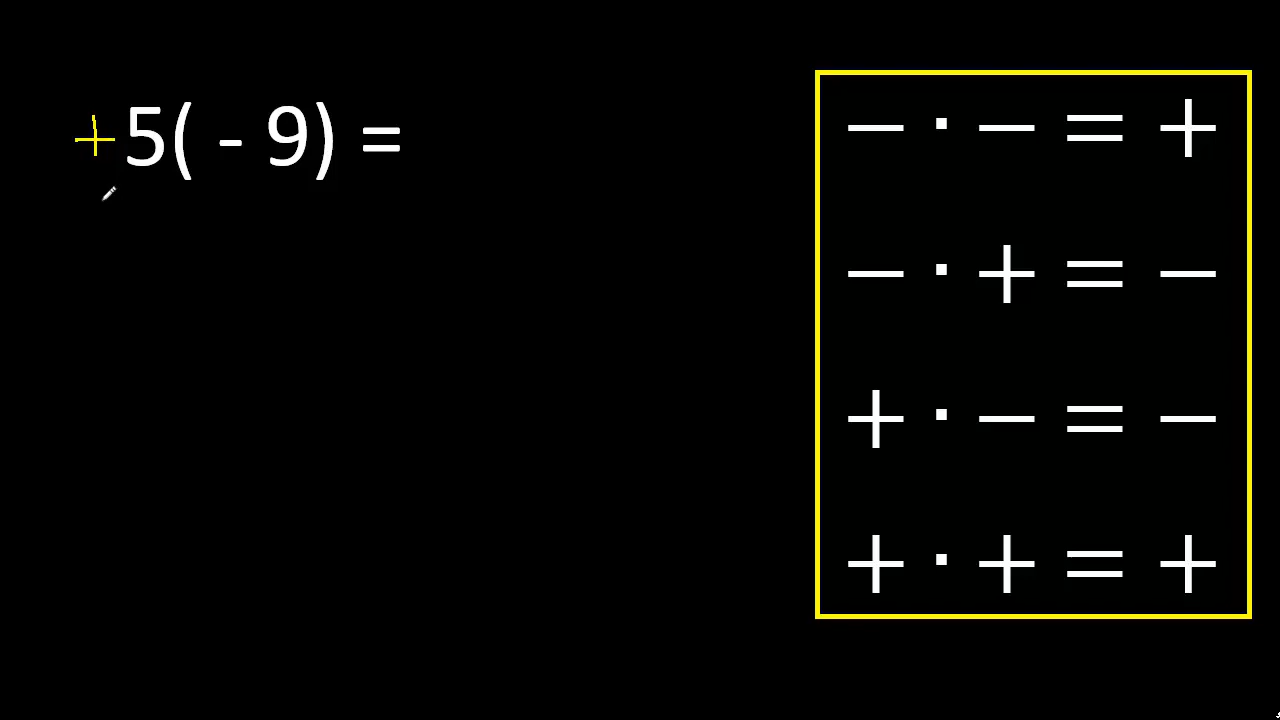 +5( - 9) =
− · − = +
− · + = −
+ · − = −
+ · + = +